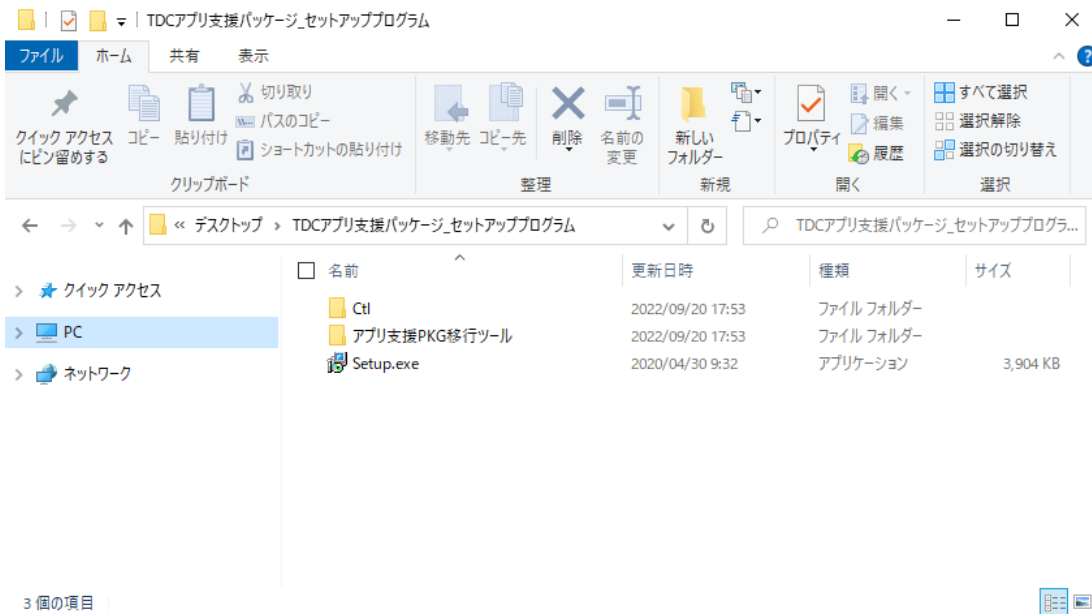 TDCアプリ支援パッケージ_セットアッププログラム
ファイル ホーム 共有 表示
クイック アクセス
にピン留めする
コピー
貼り付け
切り取り
パスのコピー
ショートカットの貼り付け
クリップボード
移動先
コピー先
削除
名前の
変更
整理
新しい
フォルダー
新規
プロパティ
開く
編集
履歴
開く
すべて選択
選択解除
選択の切り替え
選択
« デスクトップ › TDCアプリ支援パッケージ_セットアッププログラム
TDCアプリ支援パッケージ_セットアッププログラ...
クイック アクセス
PC
ネットワーク
名前 更新日時 種類 サイズ
Ctl 2022/09/20 17:53 ファイル フォルダー
アプリ支援PKG移行ツール 2022/09/20 17:53 ファイル フォルダー
Setup.exe 2020/04/30 9:32 アプリケーション 3,904 KB
3 個の項目